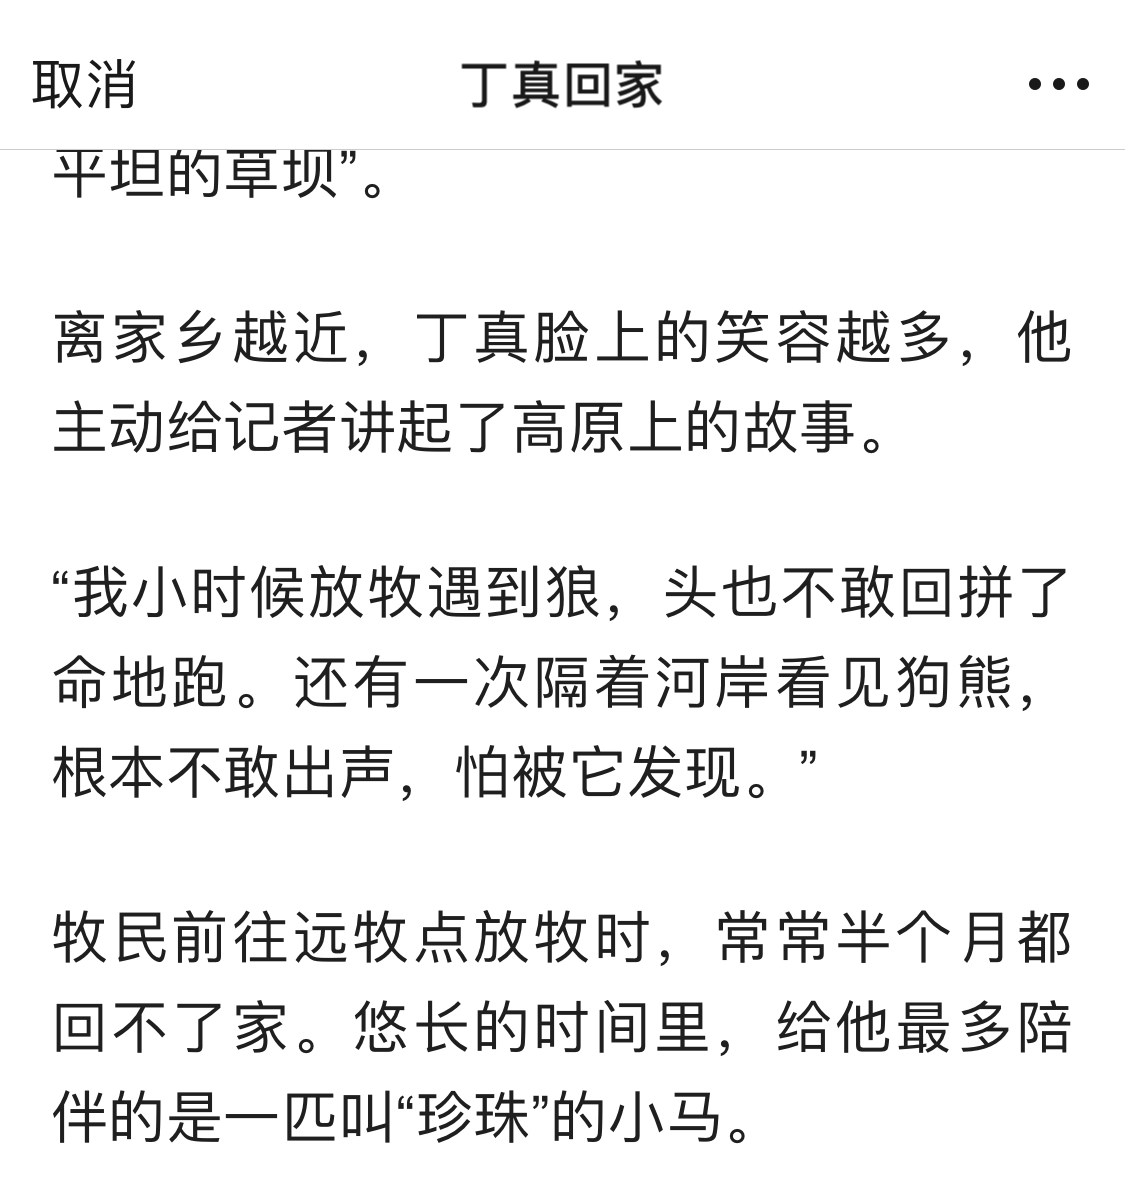 取消
丁真回家
平坦的草坝”。
离家乡越近，丁真脸上的笑容越多，他
主动给记者讲起了高原上的故事。
“我小时候放牧遇到狼，头也不敢回拼了
命地跑。还有一次隔着河岸看见狗熊，
根本不敢出声，怕被它发现。”
牧民前往远牧点放牧时，常常半个月都
回不了家。悠长的时间里，给他最多陪
伴的是一匹叫“珍珠”的小马。